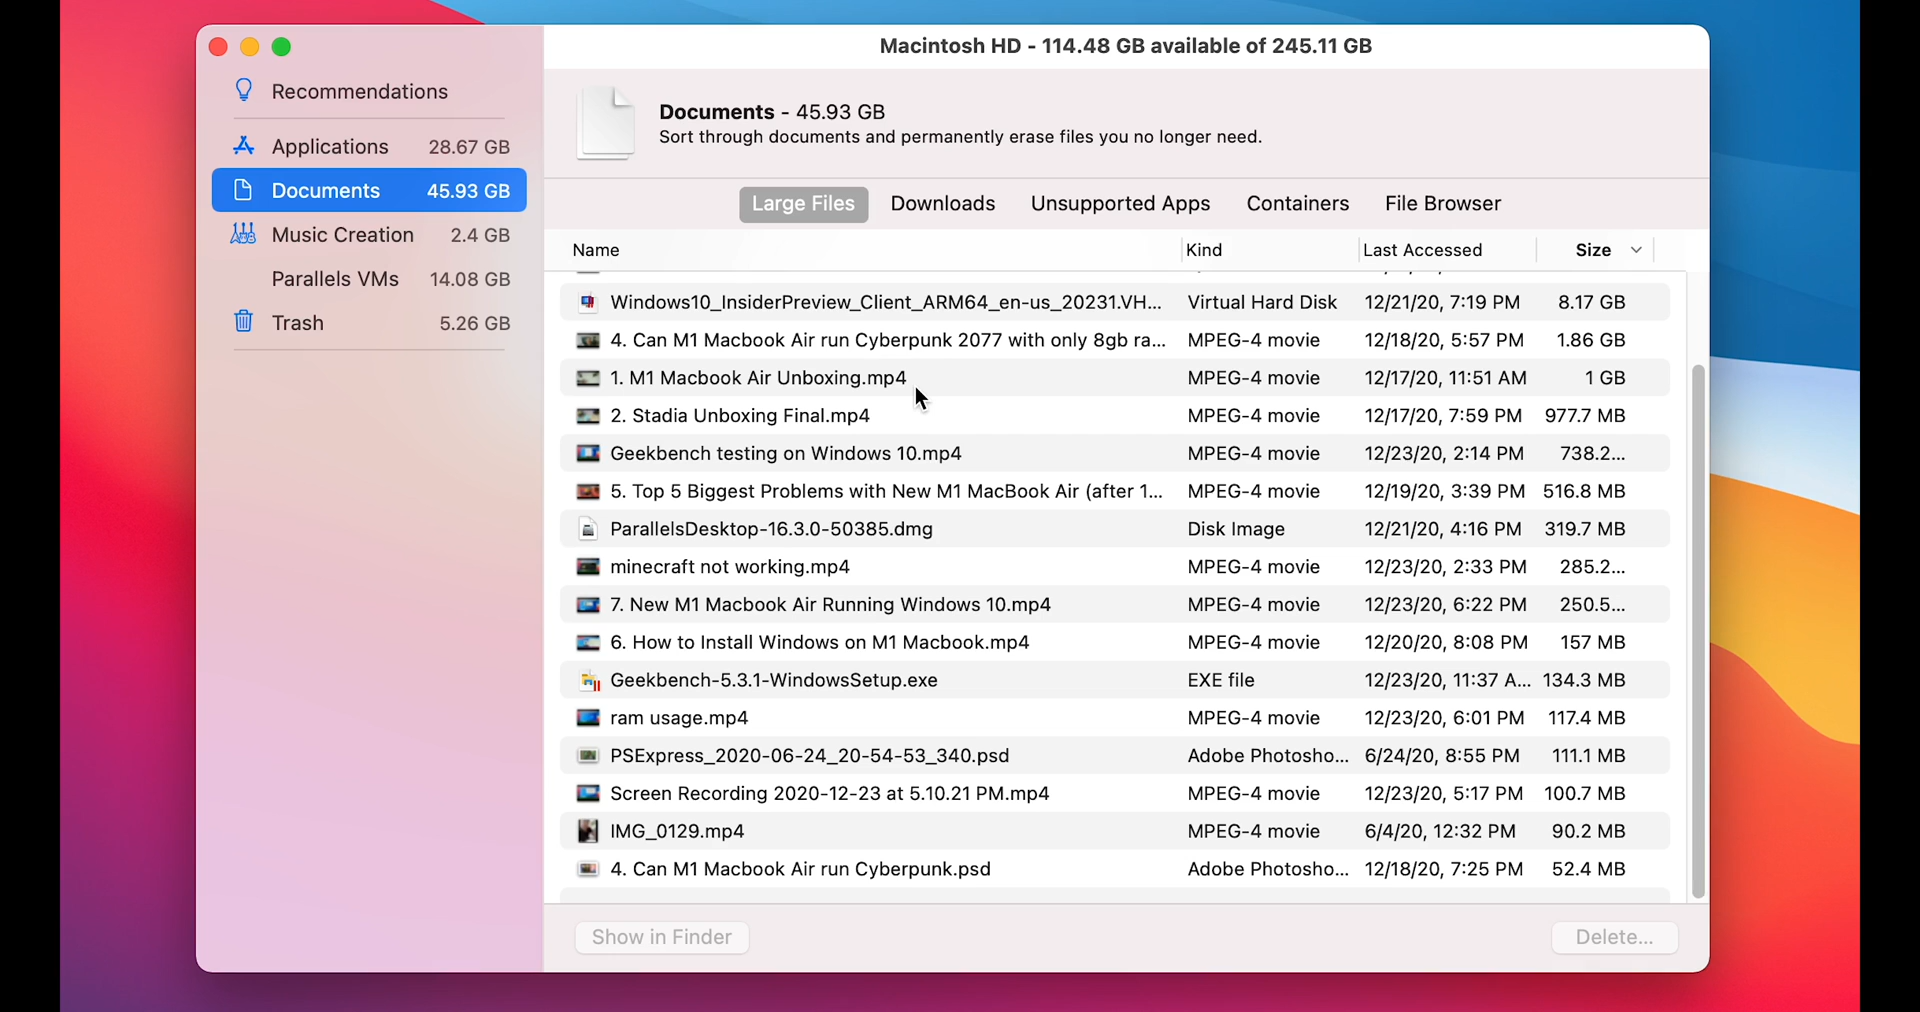 Macintosh HD - 114.48 GB available of 245.11 GB
Recommendations
Applications 28.67 GB
Documents 45.93 GB
Music Creation 2.4 GB
Parallels VMs 14.08 GB
Trash 5.26 GB
Documents - 45.93 GB
Sort through documents and permanently erase files you no longer need.
Large Files Downloads Unsupported Apps Containers File Browser
Name Kind Last Accessed Size
Windows10_InsiderPreview_Client_ARM64_en-us_20231.VH... Virtual Hard Disk 12/21/20, 7:19 PM 8.17 GB
4. Can M1 Macbook Air run Cyberpunk 2077 with only 8gb ra... MPEG-4 movie 12/18/20, 5:57 PM 1.86 GB
1. M1 Macbook Air Unboxing.mp4 MPEG-4 movie 12/17/20, 11:51 AM 1 GB
2. Stadia Unboxing Final.mp4 MPEG-4 movie 12/17/20, 7:59 PM 977.7 MB
Geekbench testing on Windows 10.mp4 MPEG-4 movie 12/23/20, 2:14 PM 738.2...
5. Top 5 Biggest Problems with New M1 MacBook Air (after 1... MPEG-4 movie 12/19/20, 3:39 PM 516.8 MB
ParallelsDesktop-16.3.0-50385.dmg Disk Image 12/21/20, 4:16 PM 319.7 MB
minecraft not working.mp4 MPEG-4 movie 12/23/20, 2:33 PM 285.2...
7. New M1 Macbook Air Running Windows 10.mp4 MPEG-4 movie 12/23/20, 6:22 PM 250.5...
6. How to Install Windows on M1 Macbook.mp4 MPEG-4 movie 12/20/20, 8:08 PM 157 MB
Geekbench-5.3.1-WindowsSetup.exe EXE file 12/23/20, 11:37 A... 134.3 MB
ram usage.mp4 MPEG-4 movie 12/23/20, 6:01 PM 117.4 MB
PSExpress_2020-06-24_20-54-53_340.psd Adobe Photosho... 6/24/20, 8:55 PM 111.1 MB
Screen Recording 2020-12-23 at 5.10.21 PM.mp4 MPEG-4 movie 12/23/20, 5:17 PM 100.7 MB
IMG_0129.mp4 MPEG-4 movie 6/4/20, 12:32 PM 90.2 MB
4. Can M1 Macbook Air run Cyberpunk.psd Adobe Photosho... 12/18/20, 7:25 PM 52.4 MB
Show in Finder Delete...